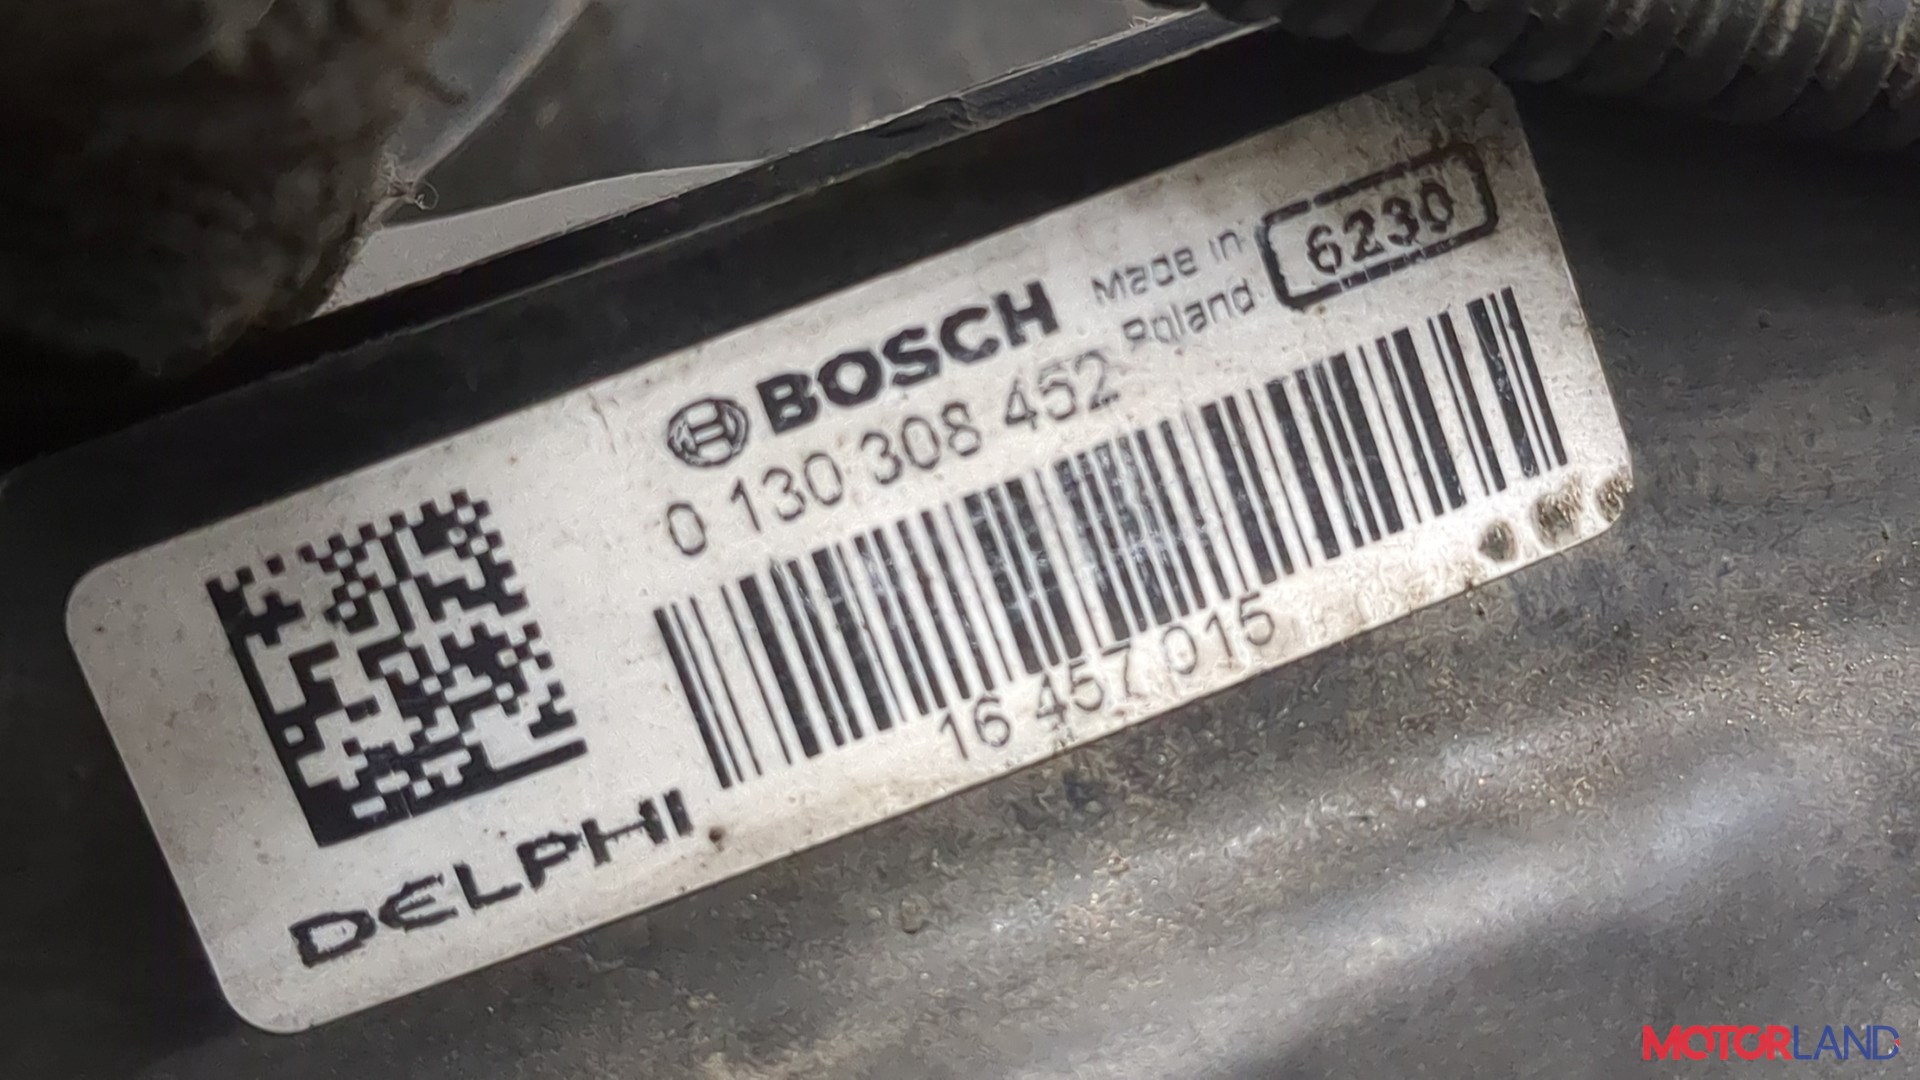 BOSCH
Made in
Poland
6230
0 130 308 452
16 457 015
DELPHI
MOTORLAND